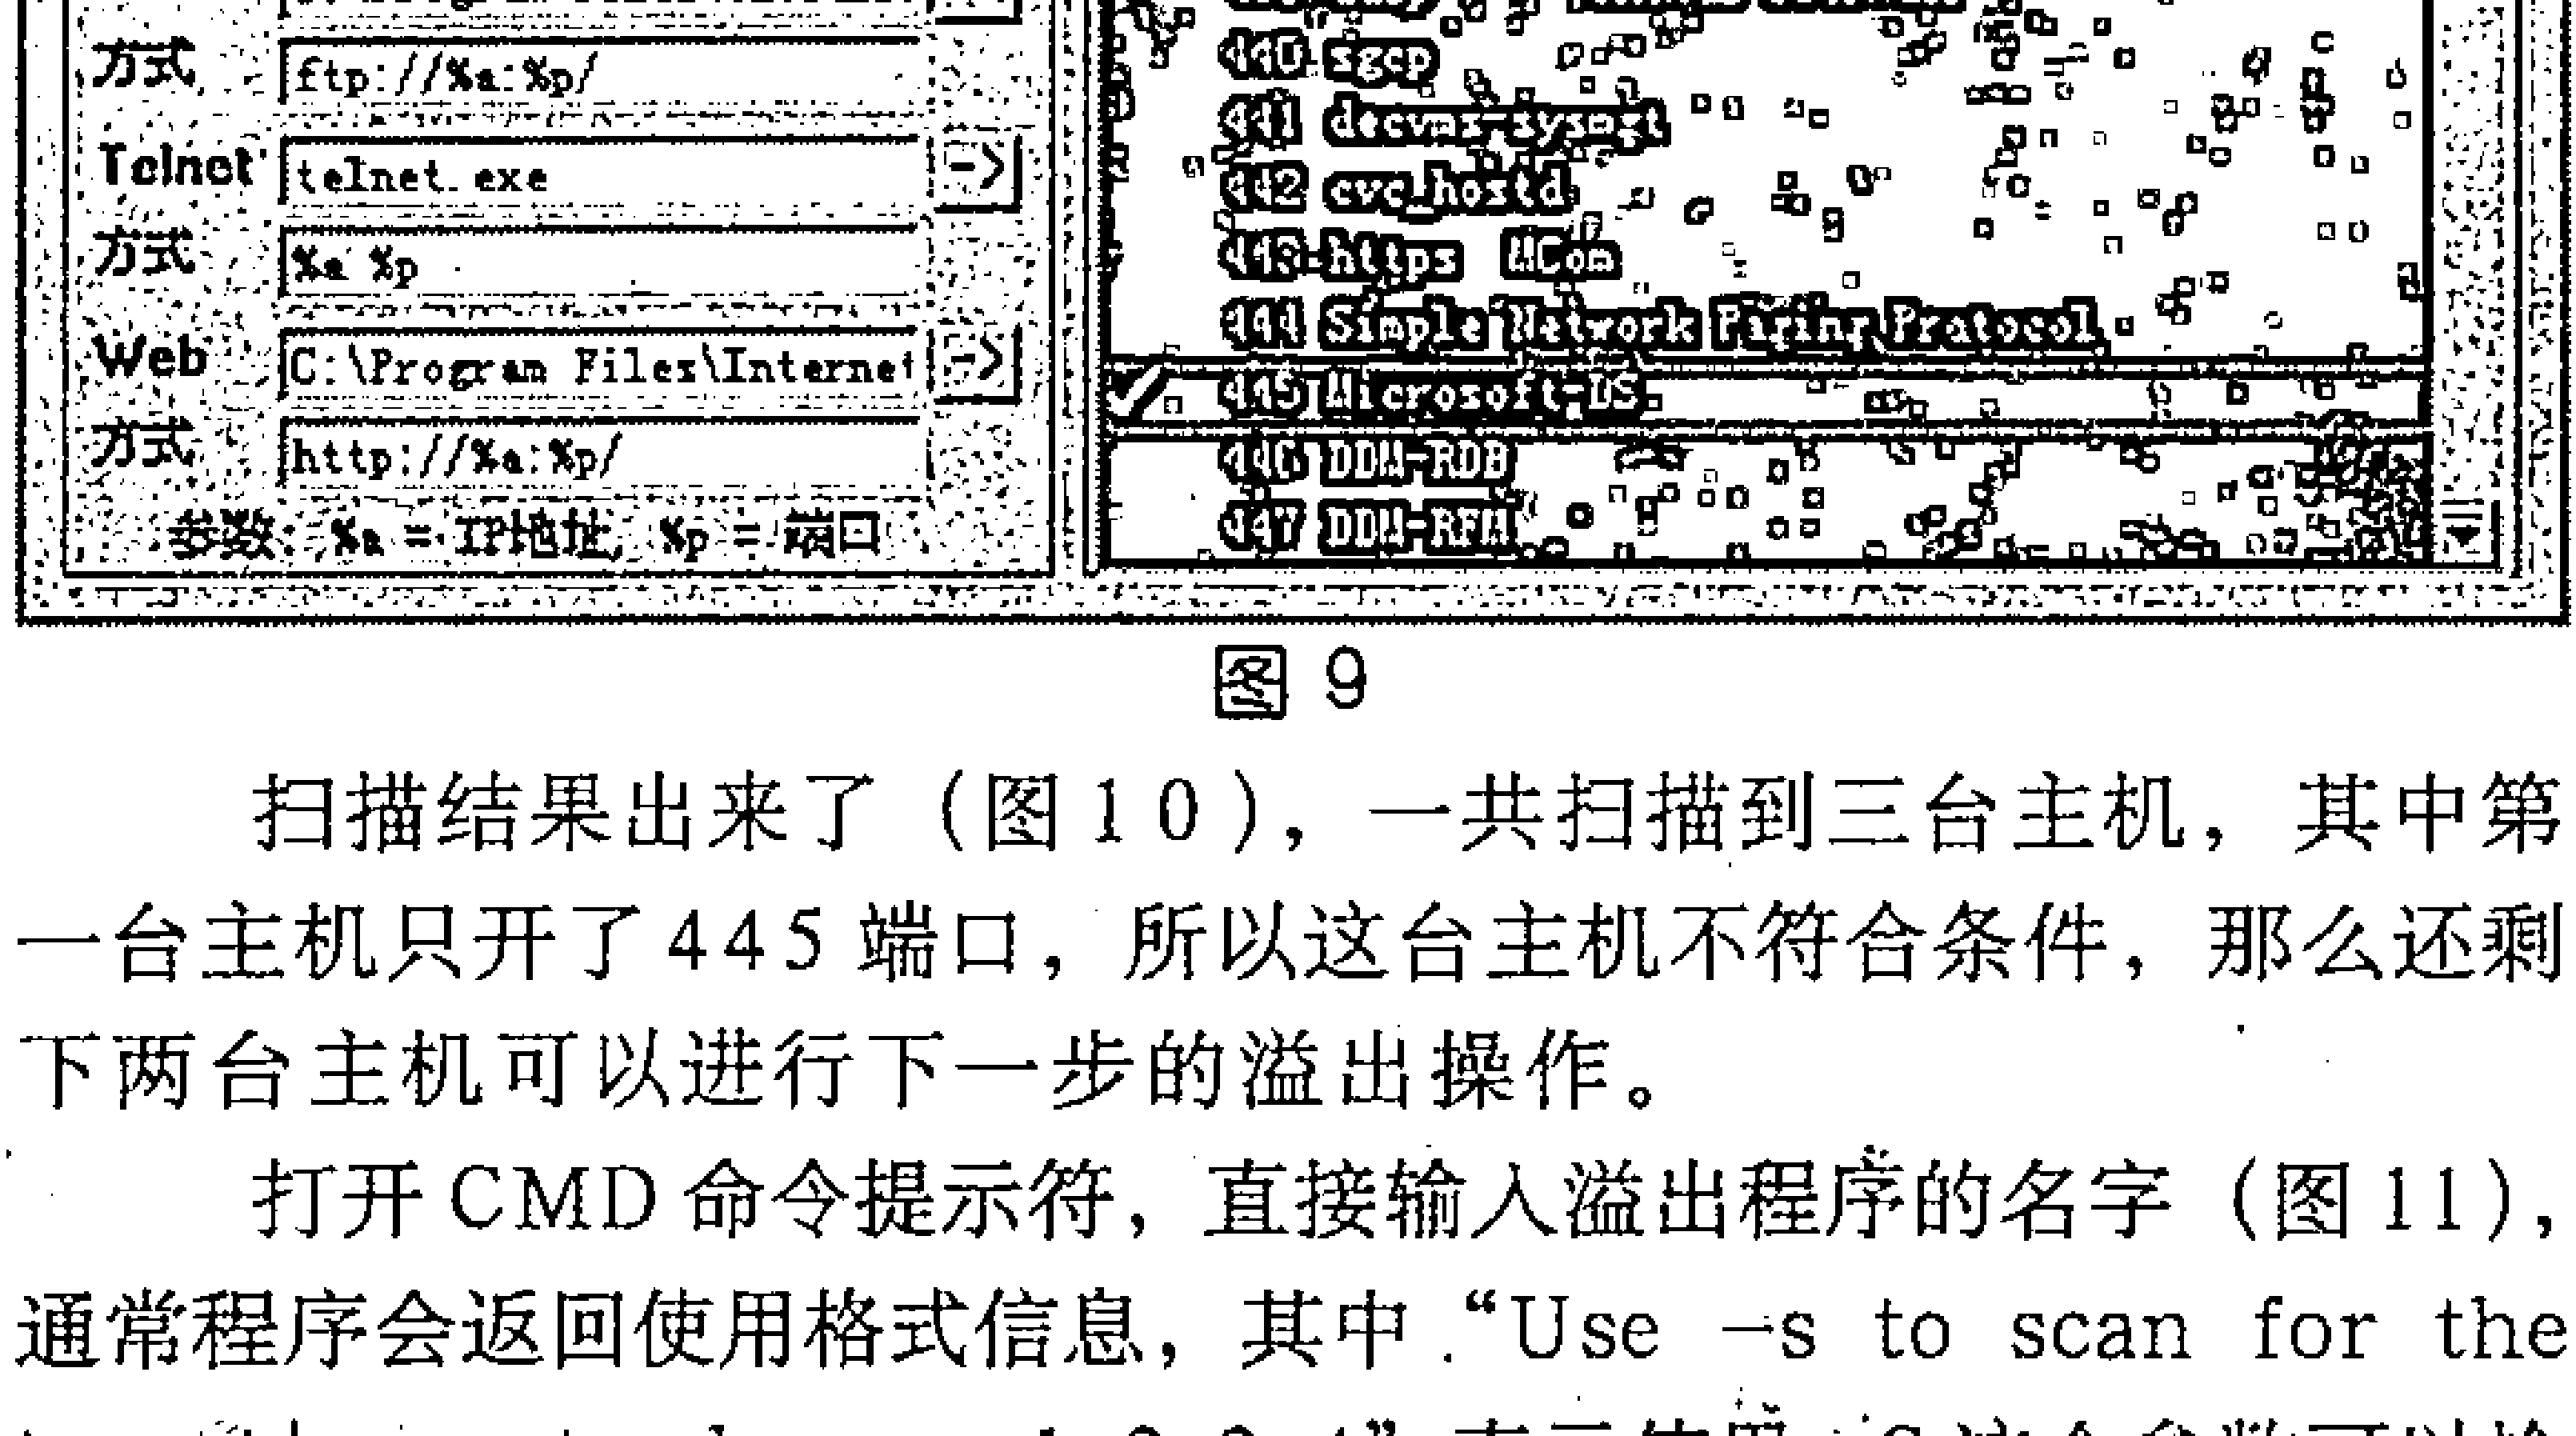 方式 ftp://%a:%p/
Telnet telnet.exe ->
方式 %a %p
Web C:\Program Files\Internet ->
方式 http://%a:%p/
参数: %a = IP地址, %p = 端口
440 sgcp
441 decvms-sysmgt
442 cvc_hostd
443 https MCom
444 Simple Network Paging Protocol
445 Microsoft-DS
446 DDM-RDB
447 DDM-RFM
图 9
扫描结果出来了（图10），一共扫描到三台主机，其中第
一台主机只开了445端口，所以这台主机不符合条件，那么还剩
下两台主机可以进行下一步的溢出操作。
打开CMD命令提示符，直接输入溢出程序的名字（图11），
通常程序会返回使用格式信息，其中“Use -s to scan for the